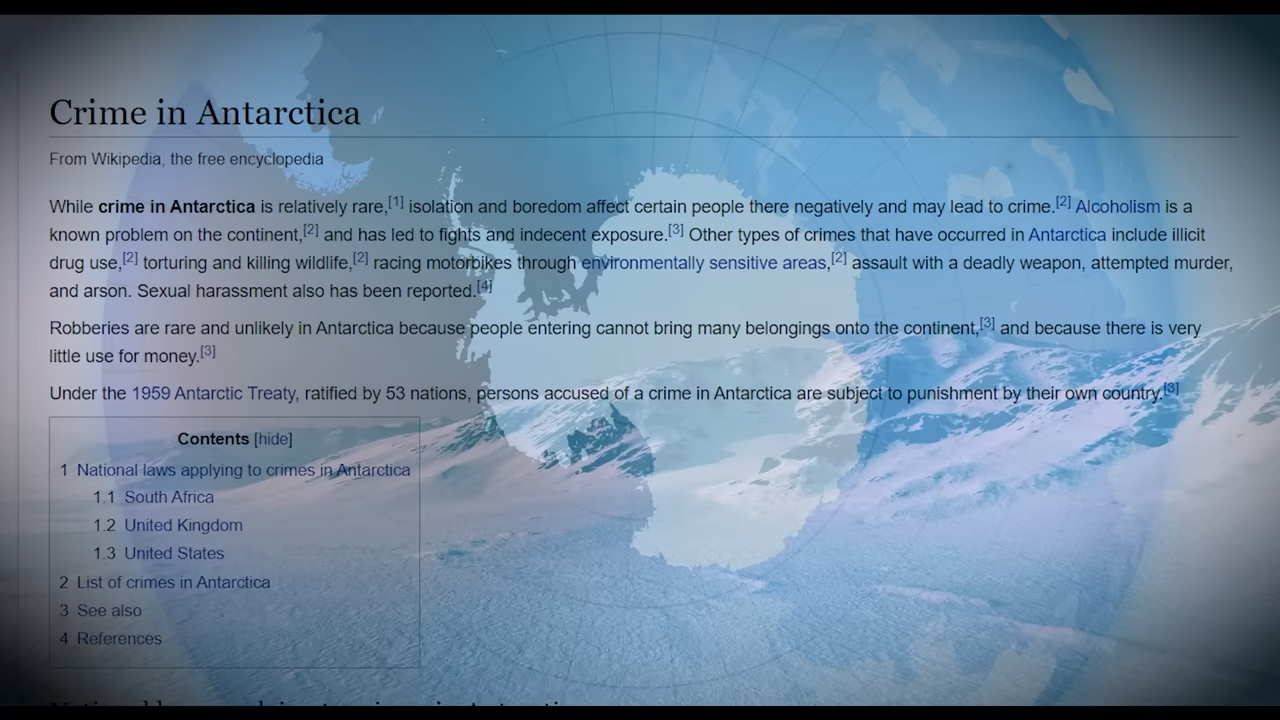 Crime in Antarctica
From Wikipedia, the free encyclopedia
While crime in Antarctica is relatively rare,[1] isolation and boredom affect certain people there negatively and may lead to crime.[2] Alcoholism is a
known problem on the continent,[2] and has led to fights and indecent exposure.[3] Other types of crimes that have occurred in Antarctica include illicit
drug use,[2] torturing and killing wildlife,[2] racing motorbikes through environmentally sensitive areas,[2] assault with a deadly weapon, attempted murder,
and arson. Sexual harassment also has been reported.[4]
Robberies are rare and unlikely in Antarctica because people entering cannot bring many belongings onto the continent,[3] and because there is very
little use for money.[3]
Under the 1959 Antarctic Treaty, ratified by 53 nations, persons accused of a crime in Antarctica are subject to punishment by their own country.[3]
Contents [hide]
1 National laws applying to crimes in Antarctica
1.1 South Africa
1.2 United Kingdom
1.3 United States
2 List of crimes in Antarctica
3 See also
4 References